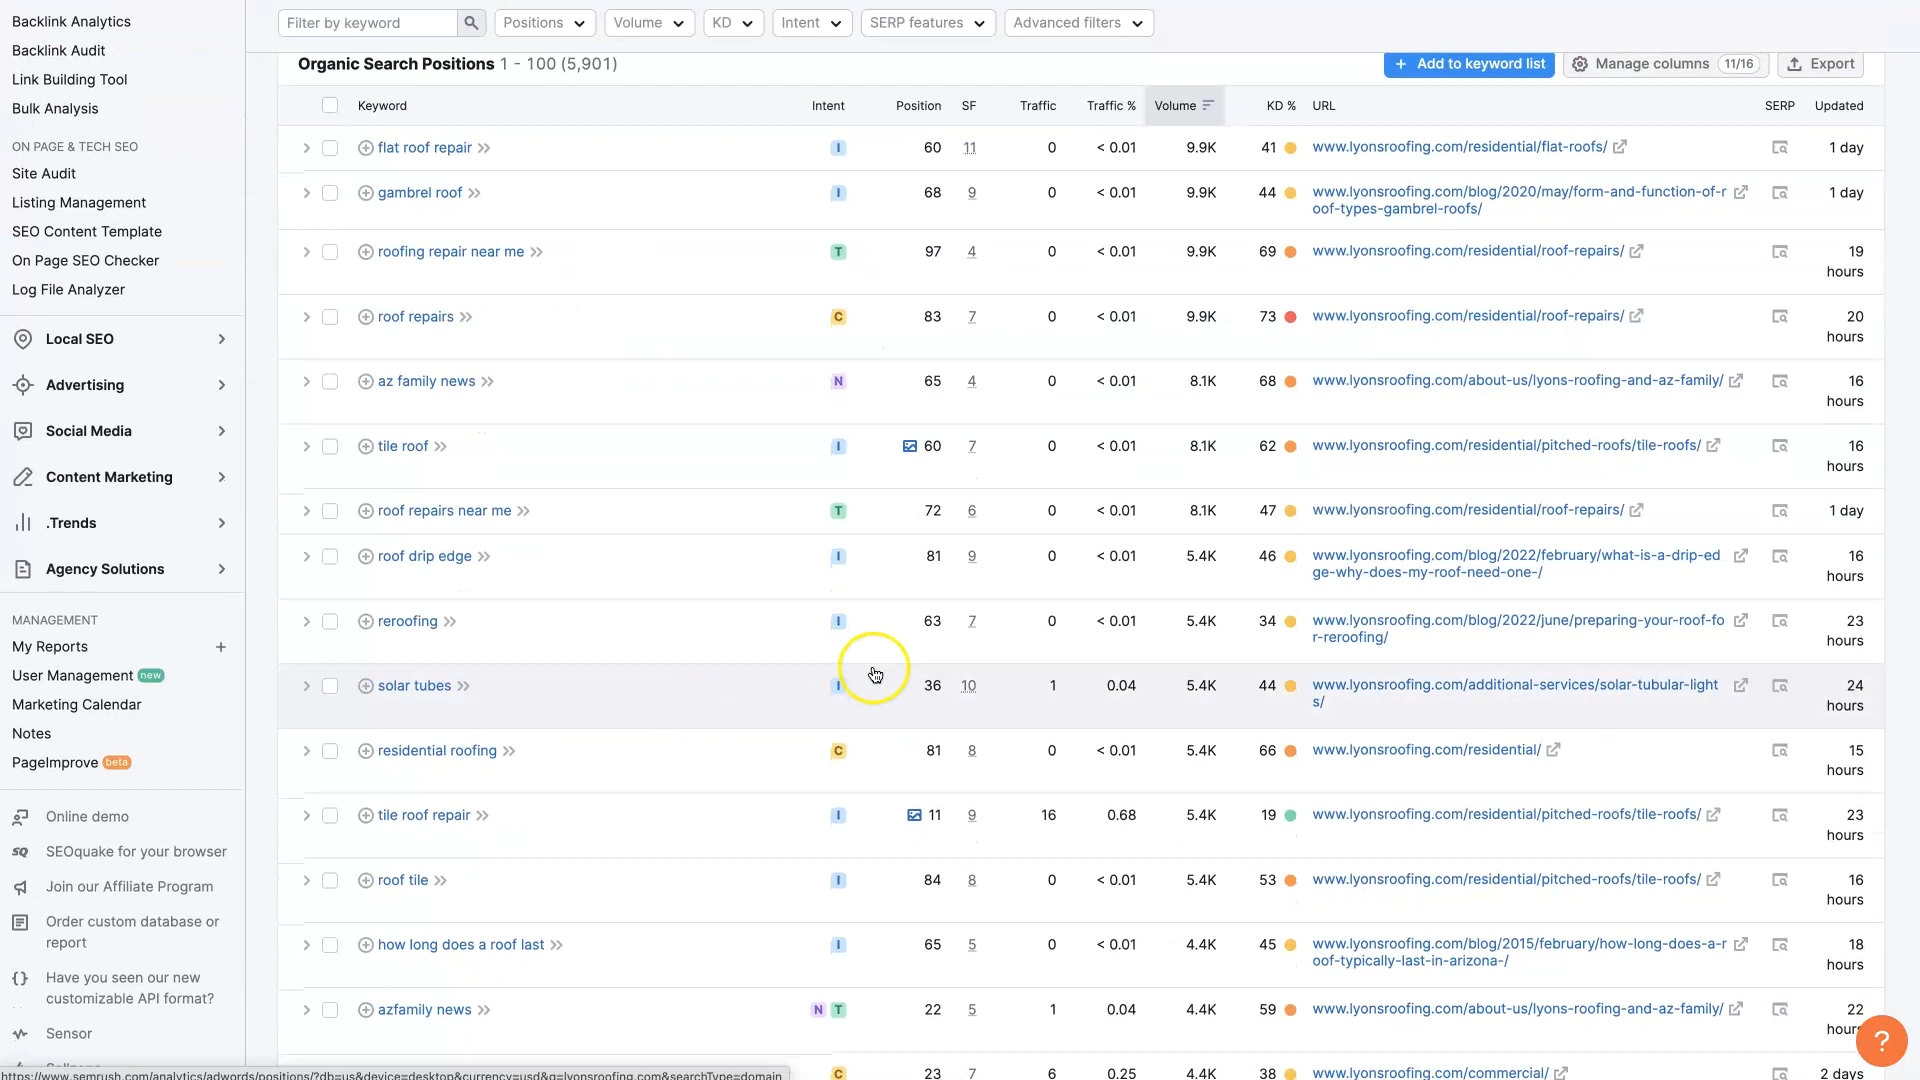 Backlink Analytics
Backlink Audit
Link Building Tool
Bulk Analysis
ON PAGE & TECH SEO
Site Audit
Listing Management
SEO Content Template
On Page SEO Checker
Log File Analyzer
Local SEO
Advertising
Social Media
Content Marketing
.Trends
Agency Solutions
MANAGEMENT
My Reports +
User Management new
Marketing Calendar
Notes
PageImprove beta
Online demo
SEOquake for your browser
Join our Affiliate Program
Order custom database or
report
Have you seen our new
customizable API format?
Sensor
Filter by keyword Positions Volume KD Intent SERP features Advanced filters
Organic Search Positions 1 - 100 (5,901) + Add to keyword list Manage columns 11/16 Export
Keyword Intent Position SF Traffic Traffic % Volume KD % URL SERP Updated
flat roof repair I 60 11 0 < 0.01 9.9K 41 www.lyonsroofing.com/residential/flat-roofs/ 1 day
gambrel roof I 68 9 0 < 0.01 9.9K 44 www.lyonsroofing.com/blog/2020/may/form-and-function-of-r 1 day
oof-types-gambrel-roofs/
roofing repair near me T 97 4 0 < 0.01 9.9K 69 www.lyonsroofing.com/residential/roof-repairs/ 19
hours
roof repairs C 83 7 0 < 0.01 9.9K 73 www.lyonsroofing.com/residential/roof-repairs/ 20
hours
az family news N 65 4 0 < 0.01 8.1K 68 www.lyonsroofing.com/about-us/lyons-roofing-and-az-family/ 16
hours
tile roof I 60 7 0 < 0.01 8.1K 62 www.lyonsroofing.com/residential/pitched-roofs/tile-roofs/ 16
hours
roof repairs near me T 72 6 0 < 0.01 8.1K 47 www.lyonsroofing.com/residential/roof-repairs/ 1 day
roof drip edge I 81 9 0 < 0.01 5.4K 46 www.lyonsroofing.com/blog/2022/february/what-is-a-drip-ed 16
ge-why-does-my-roof-need-one-/ hours
reroofing I 63 7 0 < 0.01 5.4K 34 www.lyonsroofing.com/blog/2022/june/preparing-your-roof-fo 23
r-reroofing/ hours
solar tubes I 36 10 1 0.04 5.4K 44 www.lyonsroofing.com/additional-services/solar-tubular-light 24
s/ hours
residential roofing C 81 8 0 < 0.01 5.4K 66 www.lyonsroofing.com/residential/ 15
hours
tile roof repair I 11 9 16 0.68 5.4K 19 www.lyonsroofing.com/residential/pitched-roofs/tile-roofs/ 23
hours
roof tile I 84 8 0 < 0.01 5.4K 53 www.lyonsroofing.com/residential/pitched-roofs/tile-roofs/ 16
hours
how long does a roof last I 65 5 0 < 0.01 4.4K 45 www.lyonsroofing.com/blog/2015/february/how-long-does-a-r 18
oof-typically-last-in-arizona-/ hours
azfamily news N T 22 5 1 0.04 4.4K 59 www.lyonsroofing.com/about-us/lyons-roofing-and-az-family/ 22
hours
C 23 7 6 0.25 4.4K 38 www.lyonsroofing.com/commercial/ 2 days
?
https://www.semrush.com/analytics/adwords/positions/?db=us&device=desktop&currency=usd&q=lyonsroofing.com&searchType=domain